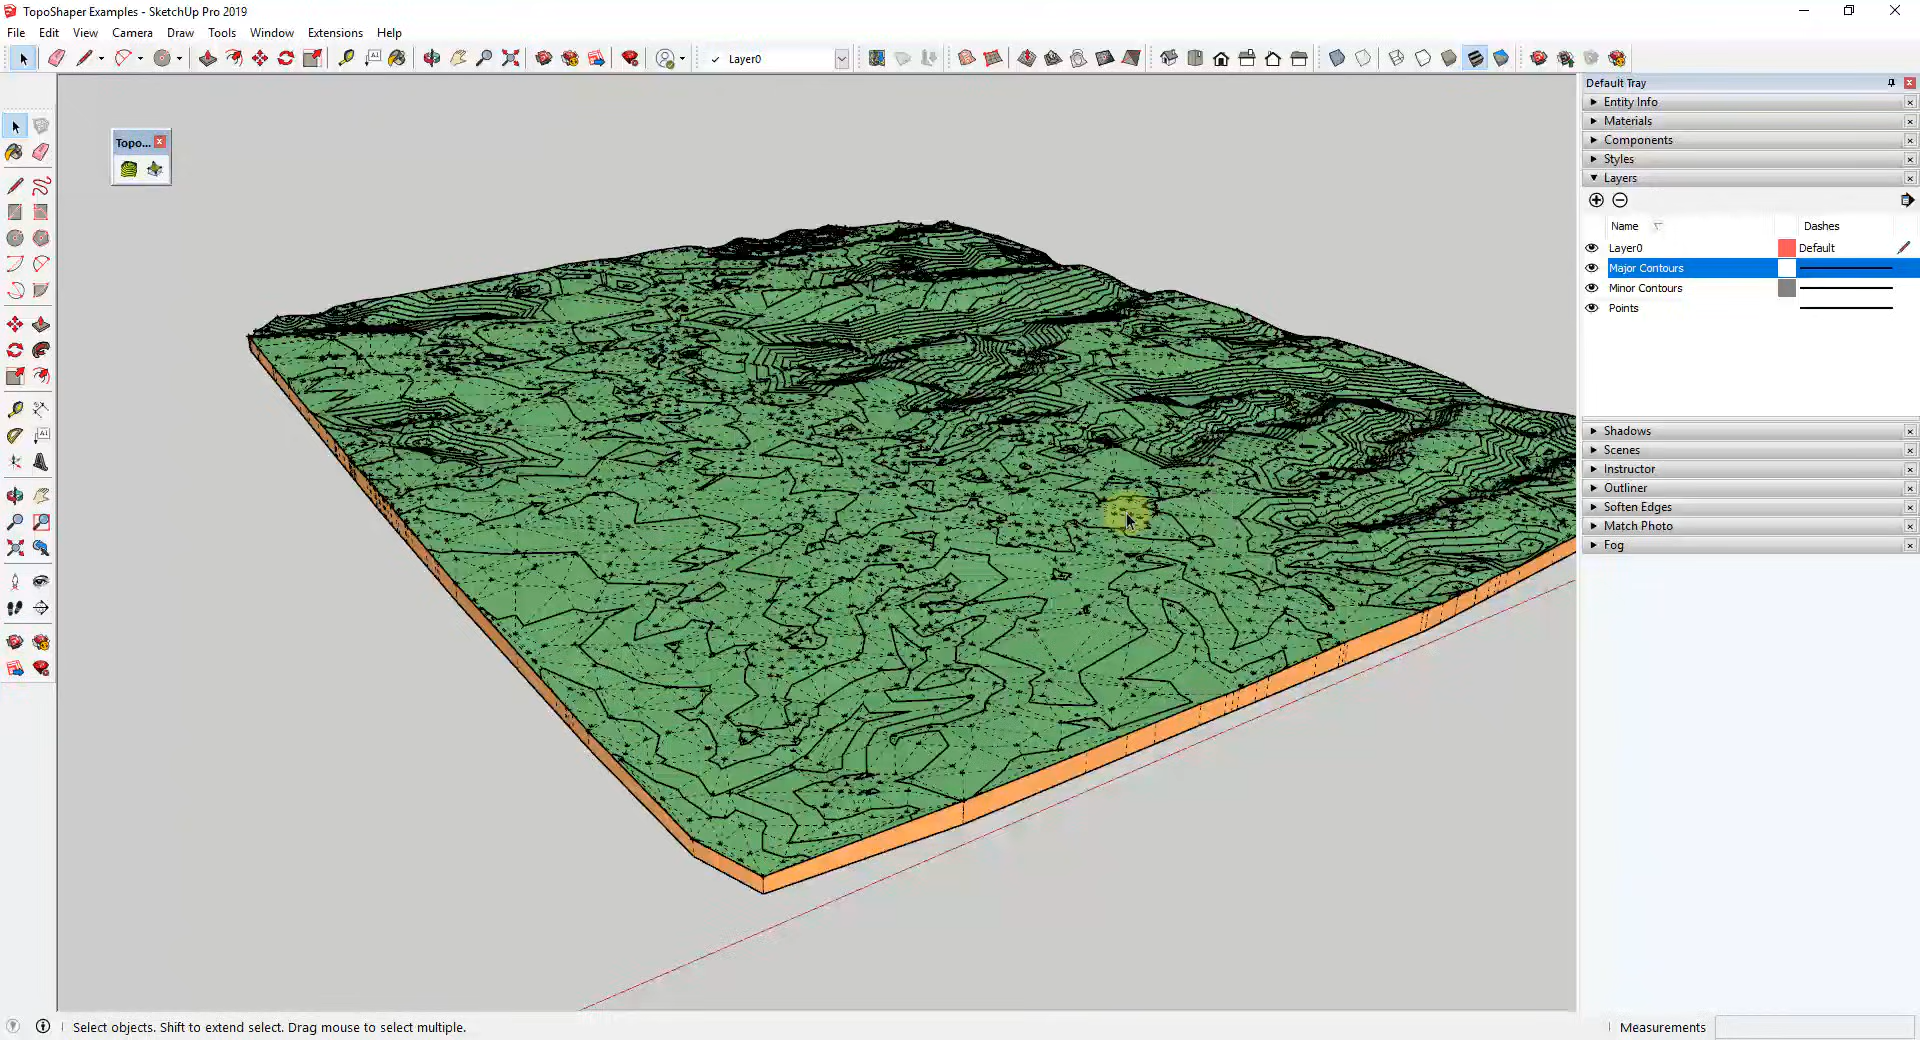 TopoShaper Examples - SketchUp Pro 2019
File Edit View Camera Draw Tools Window Extensions Help
Layer0
Default Tray
Entity Info
Materials
Components
Styles
Layers
Name Dashes
Layer0 Default
Major Contours
Minor Contours
Points
Shadows
Scenes
Instructor
Outliner
Soften Edges
Match Photo
Fog
Topo...
Select objects. Shift to extend select. Drag mouse to select multiple.
Measurements